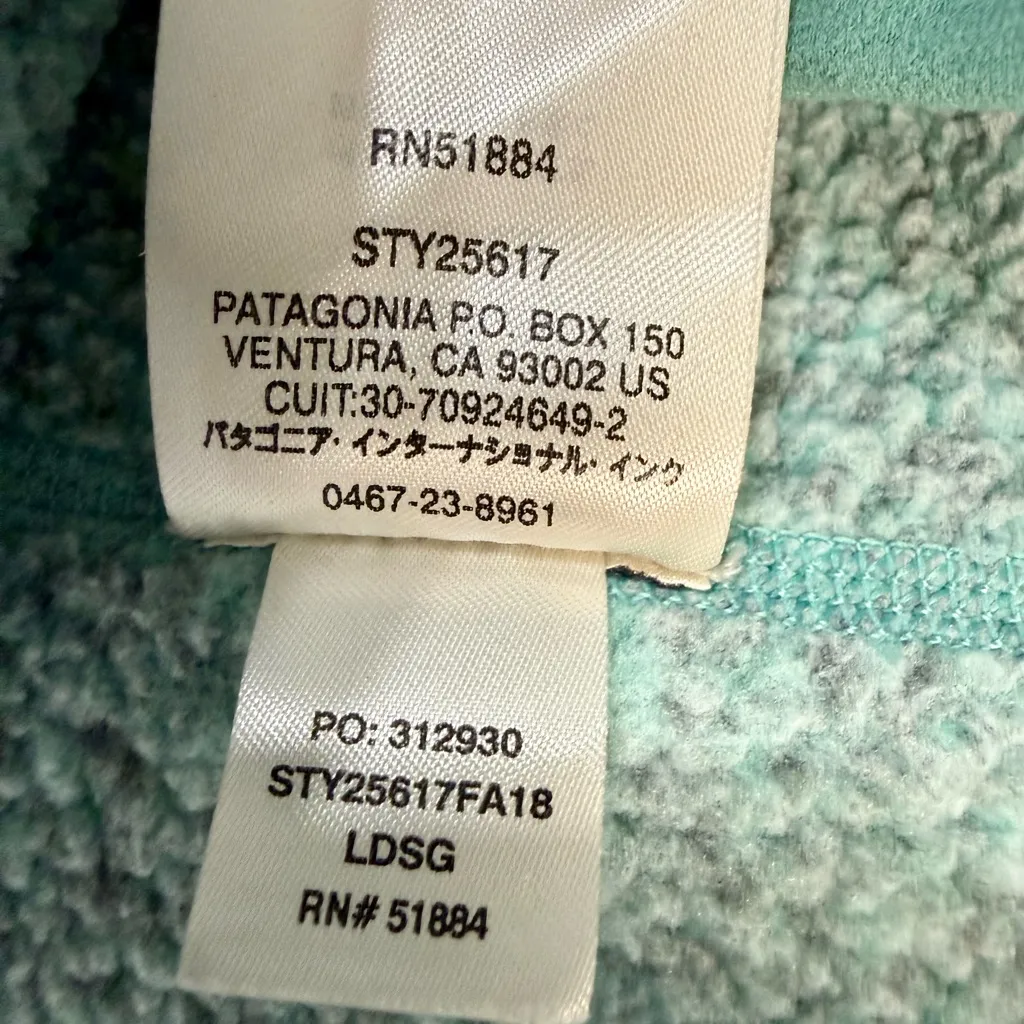 RN51884
STY25617
PATAGONIA P.O. BOX 150
VENTURA, CA 93002 US
CUIT:30-70924649-2
パタゴニア・インターナショナル・インク
0467-23-8961
PO: 312930
STY25617FA18
LDSG
RN# 51884